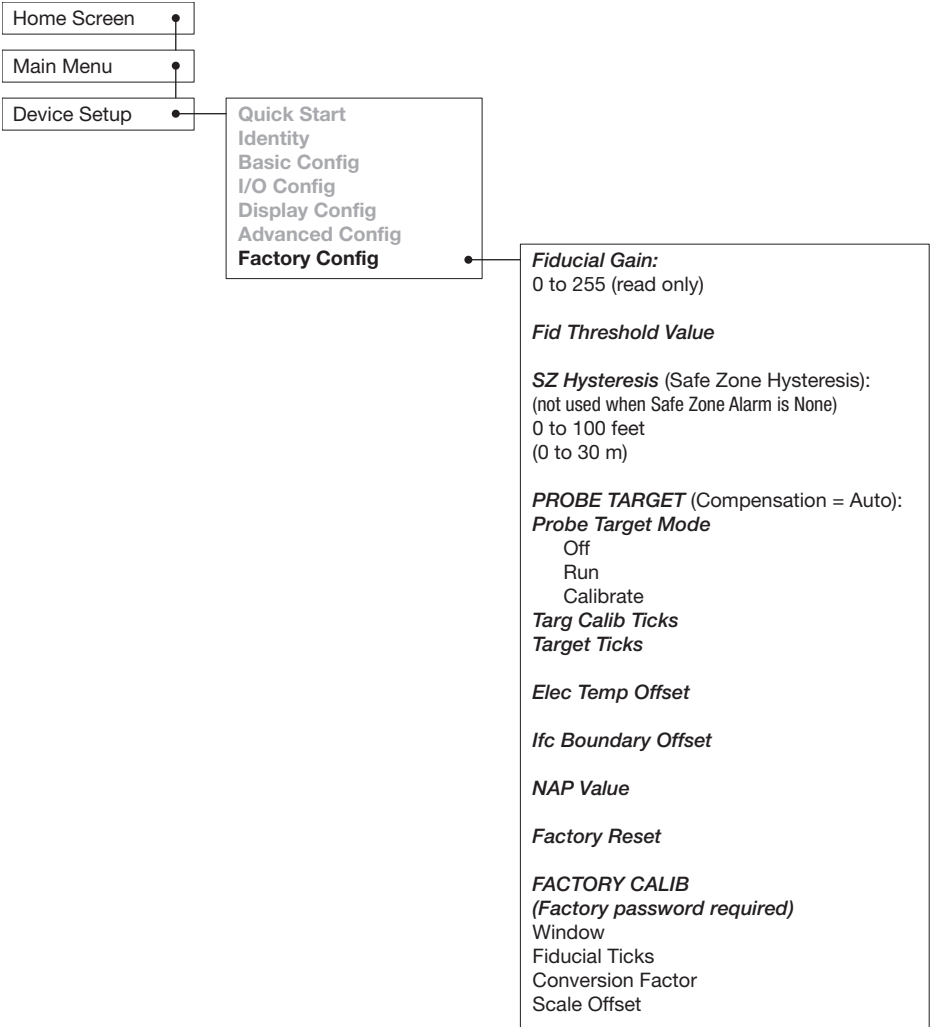 Home Screen
Main Menu
Device Setup
Quick Start
Identity
Basic Config
I/O Config
Display Config
Advanced Config
Factory Config
Fiducial Gain:
0 to 255 (read only)
Fid Threshold Value
SZ Hysteresis (Safe Zone Hysteresis):
(not used when Safe Zone Alarm is None)
0 to 100 feet
(0 to 30 m)
PROBE TARGET (Compensation = Auto):
Probe Target Mode
Off
Run
Calibrate
Targ Calib Ticks
Target Ticks
Elec Temp Offset
Ifc Boundary Offset
NAP Value
Factory Reset
FACTORY CALIB
(Factory password required)
Window
Fiducial Ticks
Conversion Factor
Scale Offset